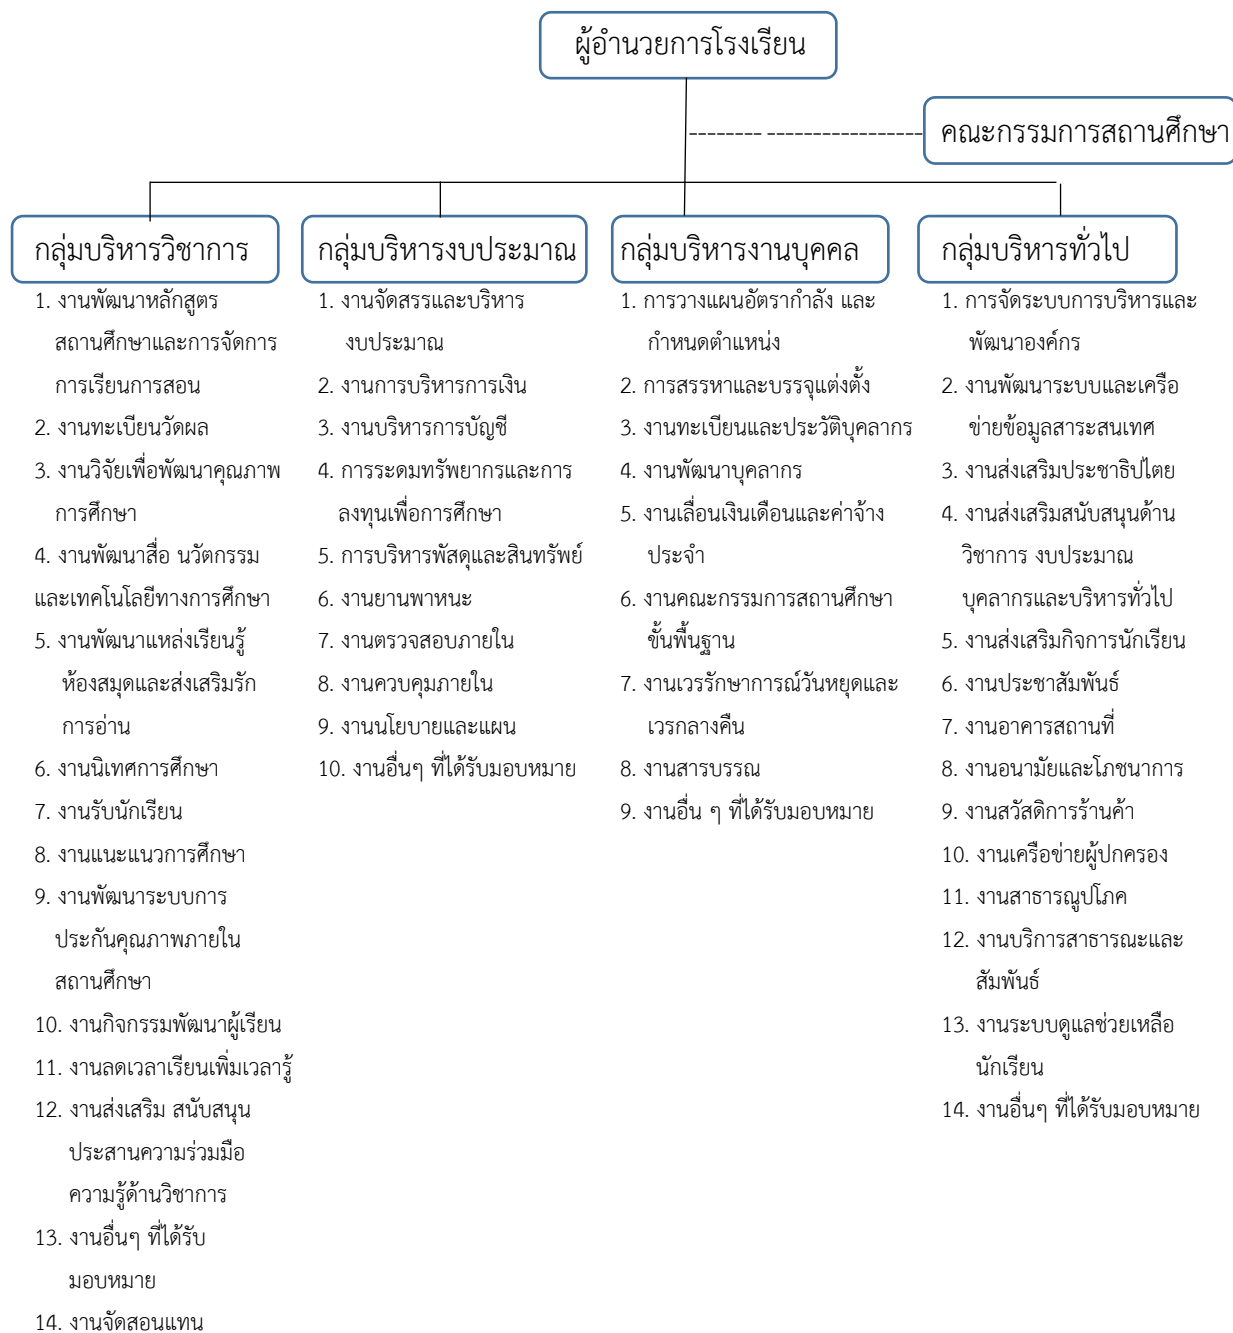 ผู้อำนวยการโรงเรียน
คณะกรรมการสถานศึกษา
กลุ่มบริหารวิชาการ
1. งานพัฒนาหลักสูตร
สถานศึกษาและการจัดการ
การเรียนการสอน
2. งานทะเบียนวัดผล
3. งานวิจัยเพื่อพัฒนาคุณภาพ
การศึกษา
4. งานพัฒนาสื่อ นวัตกรรม
และเทคโนโลยีทางการศึกษา
5. งานพัฒนาแหล่งเรียนรู้
ห้องสมุดและส่งเสริมรัก
การอ่าน
6. งานนิเทศการศึกษา
7. งานรับนักเรียน
8. งานแนะแนวการศึกษา
9. งานพัฒนาระบบการ
ประกันคุณภาพภายใน
สถานศึกษา
10. งานกิจกรรมพัฒนาผู้เรียน
11. งานลดเวลาเรียนเพิ่มเวลารู้
12. งานส่งเสริม สนับสนุน
ประสานความร่วมมือ
ความรู้ด้านวิชาการ
13. งานอื่นๆ ที่ได้รับ
มอบหมาย
14. งานจัดสอนแทน
กลุ่มบริหารงบประมาณ
1. งานจัดสรรและบริหาร
งบประมาณ
2. งานการบริหารการเงิน
3. งานบริหารการบัญชี
4. การระดมทรัพยากรและการ
ลงทุนเพื่อการศึกษา
5. การบริหารพัสดุและสินทรัพย์
6. งานยานพาหนะ
7. งานตรวจสอบภายใน
8. งานควบคุมภายใน
9. งานนโยบายและแผน
10. งานอื่นๆ ที่ได้รับมอบหมาย
กลุ่มบริหารงานบุคคล
1. การวางแผนอัตรากำลัง และ
กำหนดตำแหน่ง
2. การสรรหาและบรรจุแต่งตั้ง
3. งานทะเบียนและประวัติบุคลากร
4. งานพัฒนาบุคลากร
5. งานเลื่อนเงินเดือนและค่าจ้าง
ประจำ
6. งานคณะกรรมการสถานศึกษา
ขั้นพื้นฐาน
7. งานเวรรักษาการณ์วันหยุดและ
เวรกลางคืน
8. งานสารบรรณ
9. งานอื่น ๆ ที่ได้รับมอบหมาย
กลุ่มบริหารทั่วไป
1. การจัดระบบการบริหารและ
พัฒนาองค์กร
2. งานพัฒนาระบบและเครือ
ข่ายข้อมูลสาระสนเทศ
3. งานส่งเสริมประชาธิปไตย
4. งานส่งเสริมสนับสนุนด้าน
วิชาการ งบประมาณ
บุคลากรและบริหารทั่วไป
5. งานส่งเสริมกิจการนักเรียน
6. งานประชาสัมพันธ์
7. งานอาคารสถานที่
8. งานอนามัยและโภชนาการ
9. งานสวัสดิการร้านค้า
10. งานเครือข่ายผู้ปกครอง
11. งานสาธารณูปโภค
12. งานบริการสาธารณะและ
สัมพันธ์
13. งานระบบดูแลช่วยเหลือ
นักเรียน
14. งานอื่นๆ ที่ได้รับมอบหมาย